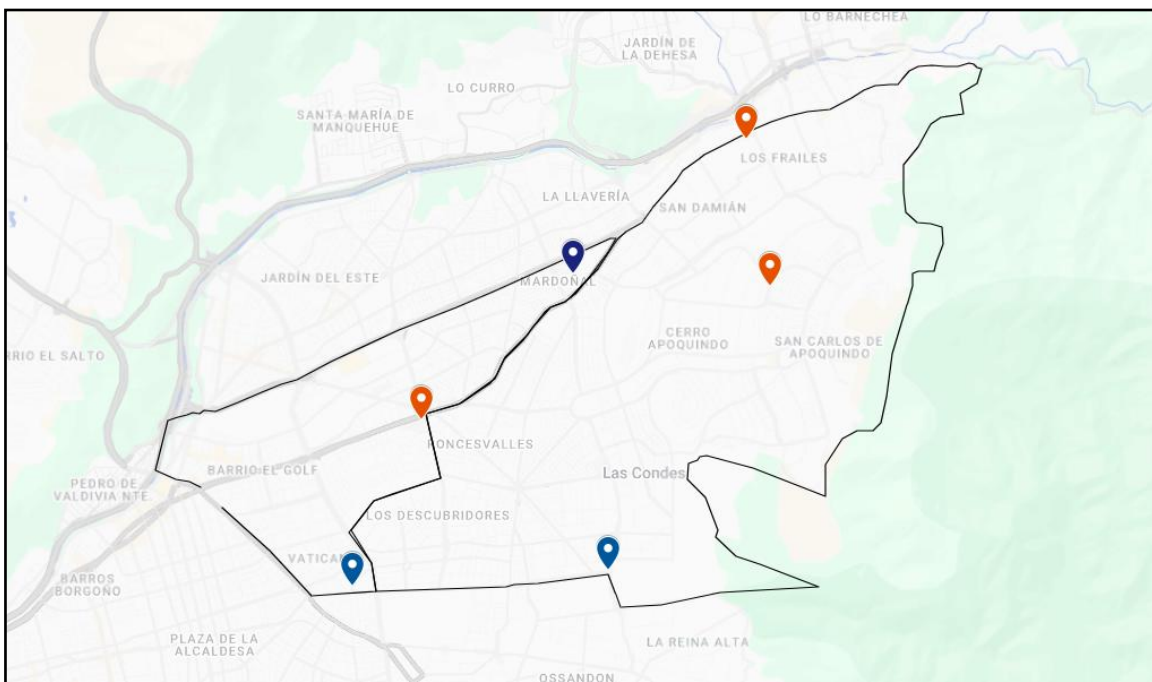 LO BARNECHEA
JARDÍN DE
LA DEHESA
LO CURRO
SANTA MARÍA DE
MANQUEHUE
LOS FRAILES
LA LLAVERÍA
SAN DAMIÁN
JARDÍN DEL ESTE
MARDOÑAL
CERRO
APOQUINDO
SAN CARLOS DE
APOQUINDO
RRIO EL SALTO
RONCESVALLES
BARRIO EL GOLF
Las Condes
PEDRO DE
VALDIVIA NTE.
LOS DESCUBRIDORES
VATICAN
BARROS
BORGOÑO
PLAZA DE LA
ALCALDESA
LA REINA ALTA
OSSANDON